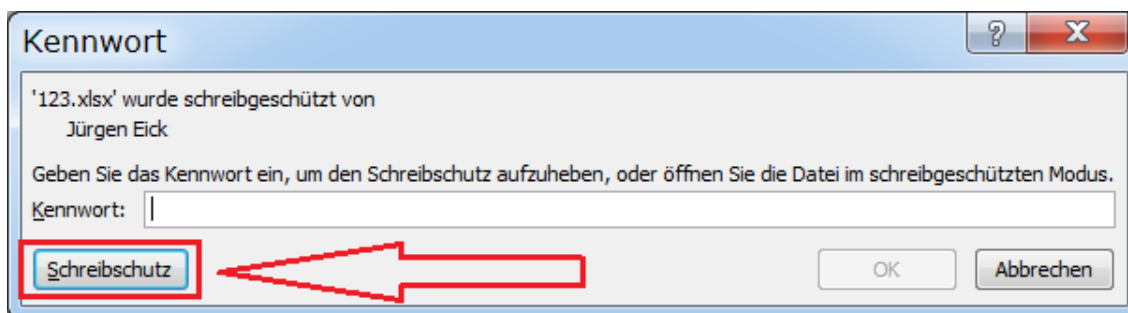 Kennwort
'123.xlsx' wurde schreibgeschützt von
Jürgen Eick
Geben Sie das Kennwort ein, um den Schreibschutz aufzuheben, oder öffnen Sie die Datei im schreibgeschützten Modus.
Kennwort:
Schreibschutz OK Abbrechen